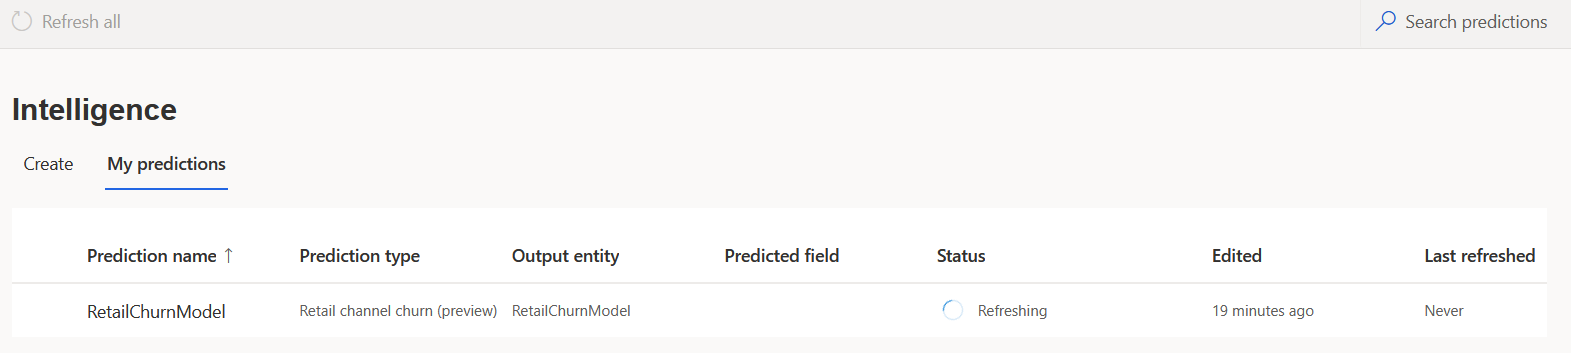 Refresh all Search predictions
Intelligence
Create My predictions
Prediction name ↑ Prediction type Output entity Predicted field Status Edited Last refreshed
RetailChurnModel Retail channel churn (preview) RetailChurnModel Refreshing 19 minutes ago Never